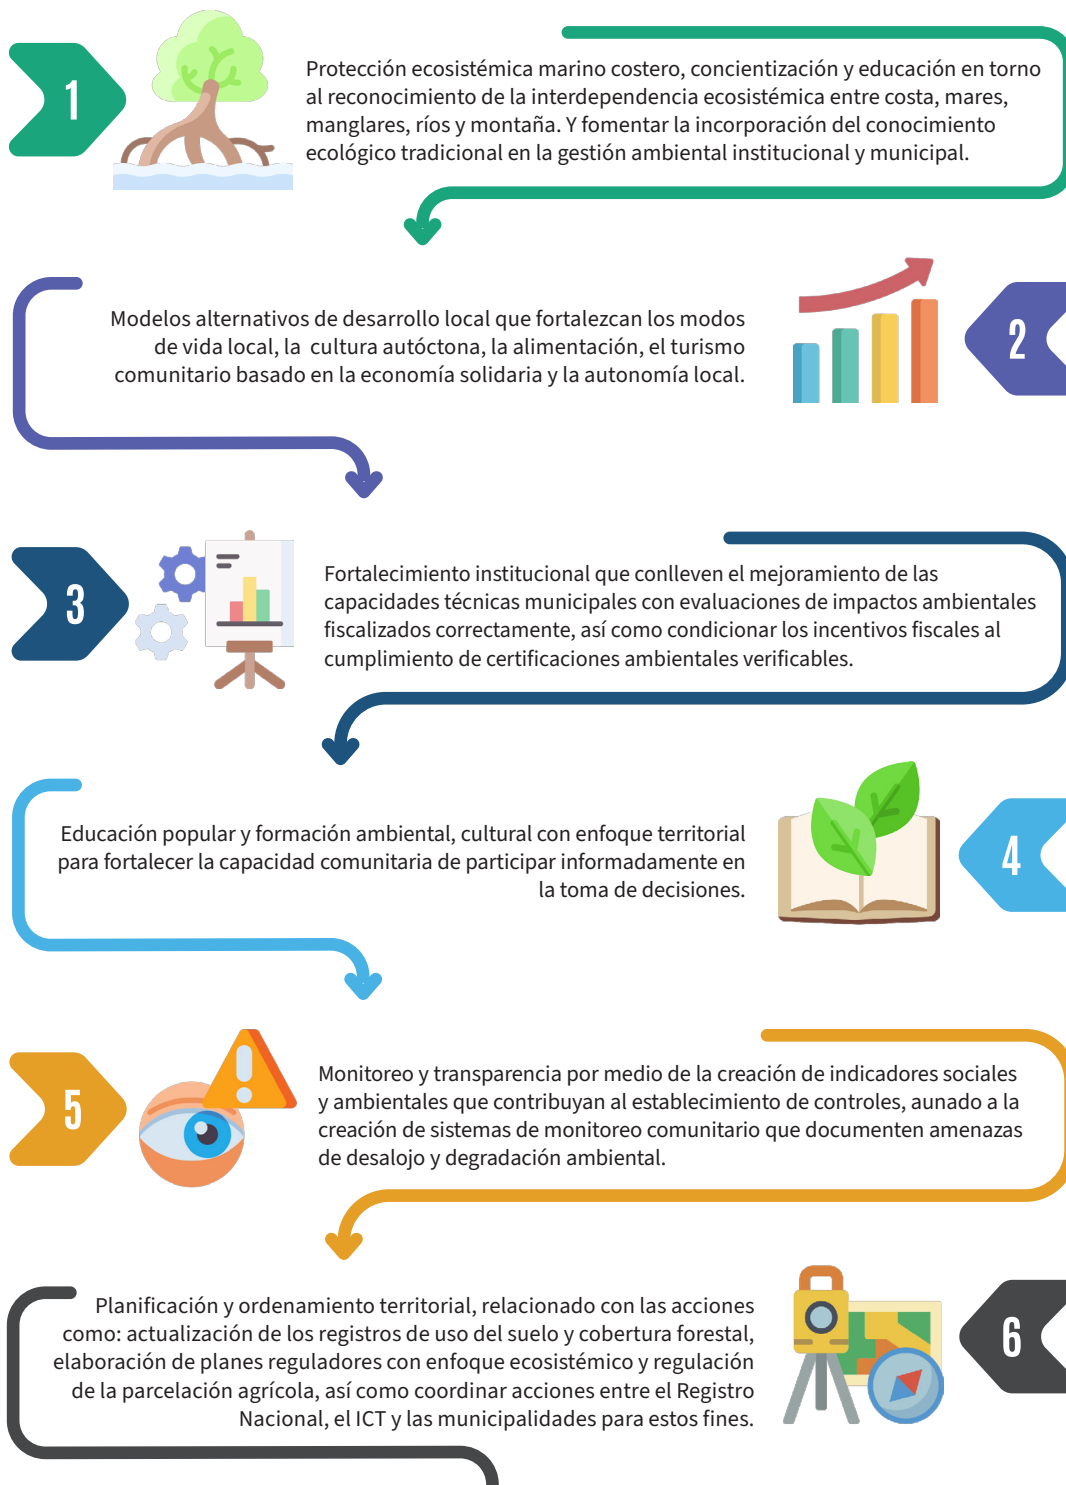 1
Protección ecosistémica marino costero, concientización y educación en torno
al reconocimiento de la interdependencia ecosistémica entre costa, mares,
manglares, ríos y montaña. Y fomentar la incorporación del conocimiento
ecológico tradicional en la gestión ambiental institucional y municipal.
Modelos alternativos de desarrollo local que fortalezcan los modos
de vida local, la cultura autóctona, la alimentación, el turismo
comunitario basado en la economía solidaria y la autonomía local.
2
3
Fortalecimiento institucional que conlleven el mejoramiento de las
capacidades técnicas municipales con evaluaciones de impactos ambientales
fiscalizados correctamente, así como condicionar los incentivos fiscales al
cumplimiento de certificaciones ambientales verificables.
Educación popular y formación ambiental, cultural con enfoque territorial
para fortalecer la capacidad comunitaria de participar informadamente en
la toma de decisiones.
4
5
Monitoreo y transparencia por medio de la creación de indicadores sociales
y ambientales que contribuyan al establecimiento de controles, aunado a la
creación de sistemas de monitoreo comunitario que documenten amenazas
de desalojo y degradación ambiental.
Planificación y ordenamiento territorial, relacionado con las acciones
como: actualización de los registros de uso del suelo y cobertura forestal,
elaboración de planes reguladores con enfoque ecosistémico y regulación
de la parcelación agrícola, así como coordinar acciones entre el Registro
Nacional, el ICT y las municipalidades para estos fines.
6